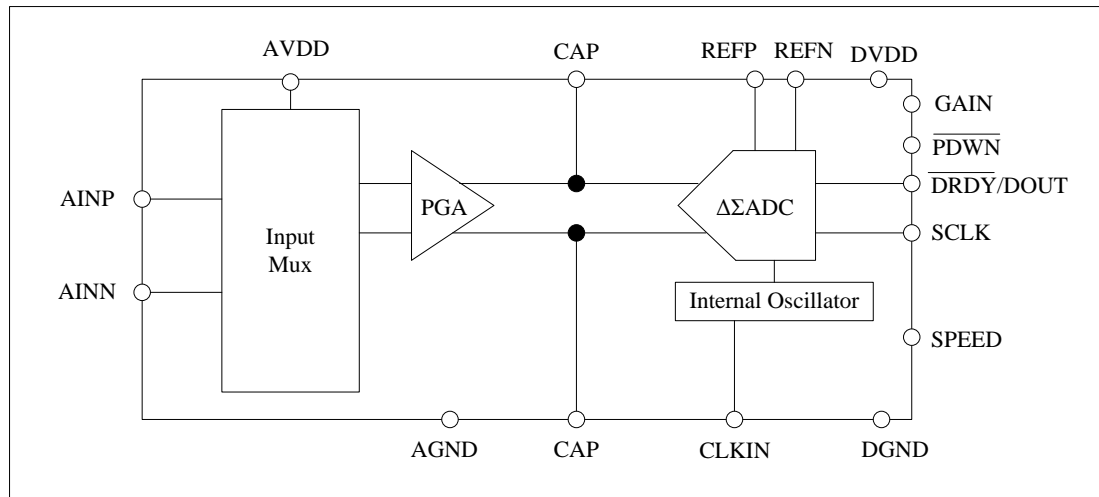 AVDD
CAP
REFP
REFN
DVDD
GAIN
PDWN
DRDY/DOUT
AINP
PGA
ΔΣADC
SCLK
Input
Mux
AINN
Internal Oscillator
SPEED
AGND
CAP
CLKIN
DGND